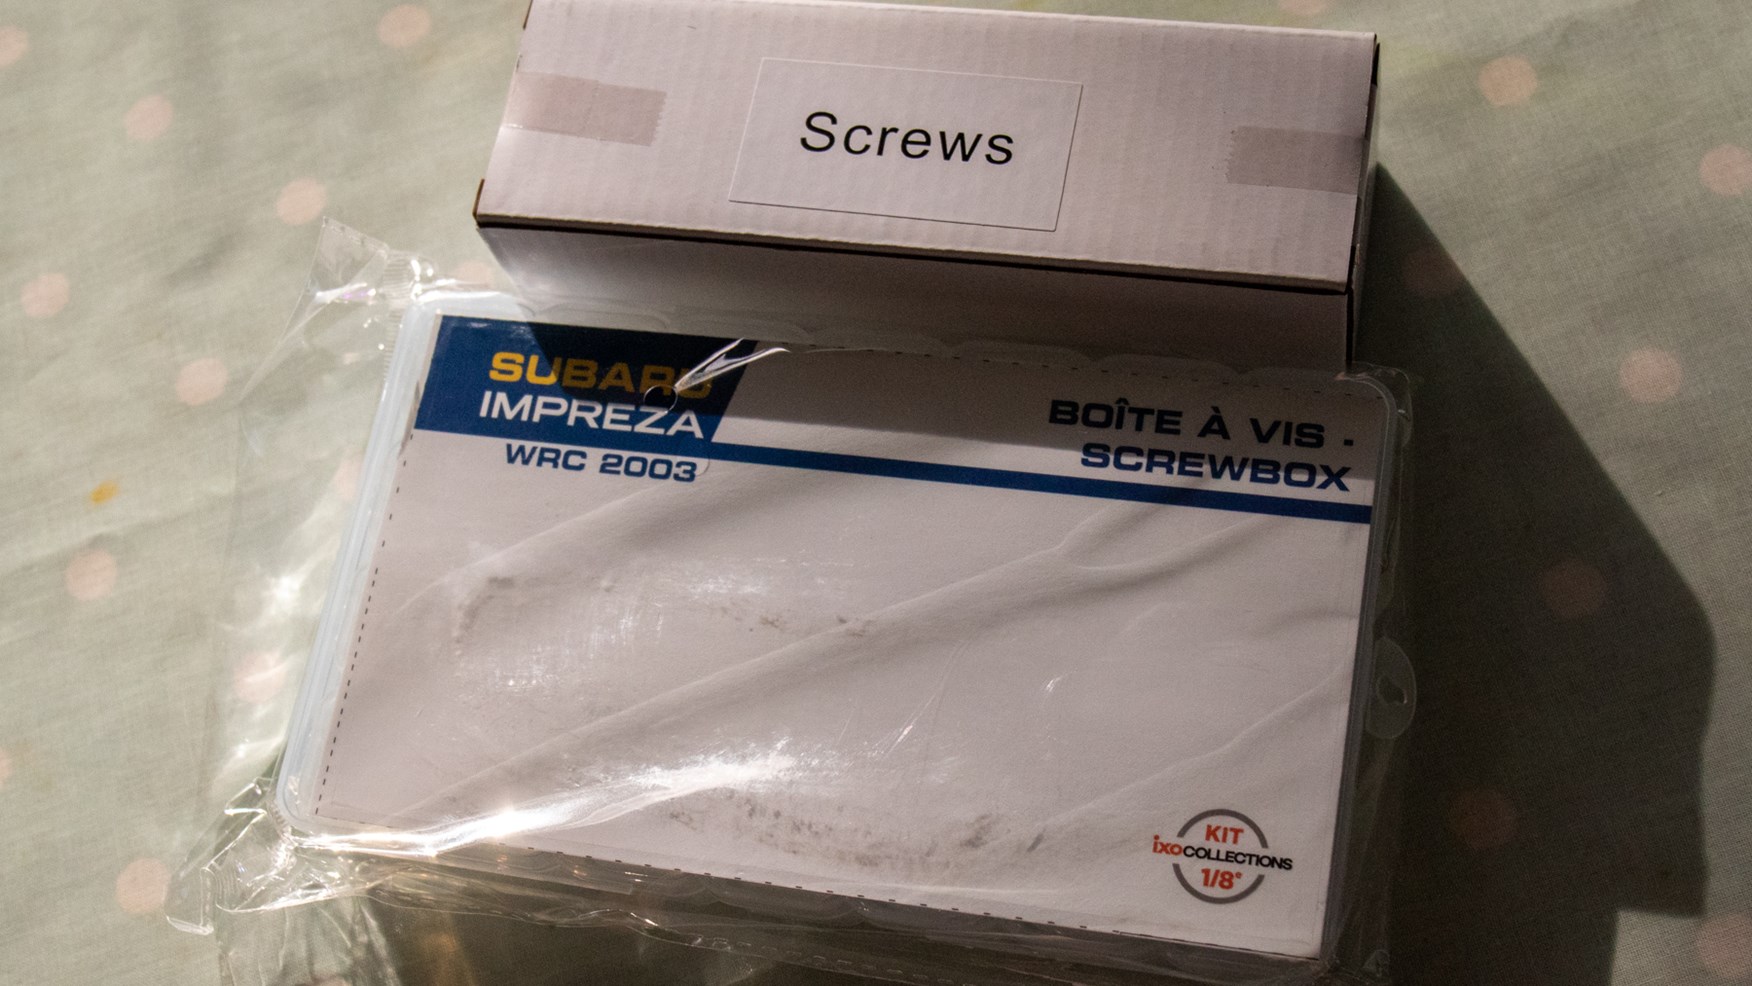 Screws
SUBARU
IMPREZA
WRC 2003
BOÎTE À VIS ·
SCREWBOX
KIT
ixoCOLLECTIONS
1/8e